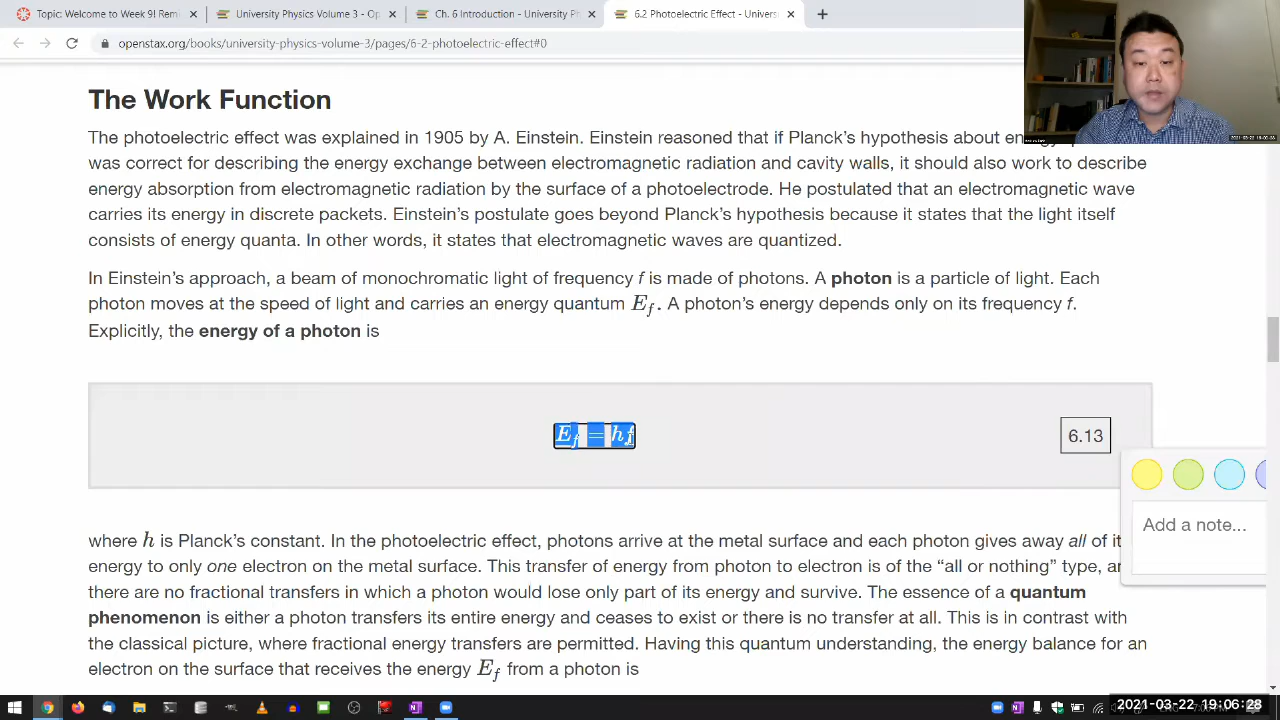 Topic: Welcome to Week 9! Rem
University Physics Volume 3 - Op
Ch. 6 Introduction - University Ph
6.2 Photoelectric Effect - Univers
openstax.org/books/university-physics-volume-3/pages/6-2-photoelectric-effect#0
The Work Function
The photoelectric effect was explained in 1905 by A. Einstein. Einstein reasoned that if Planck's hypothesis about
was correct for describing the energy exchange between electromagnetic radiation and cavity walls, it should also work to describe
energy absorption from electromagnetic radiation by the surface of a photoelectrode. He postulated that an electromagnetic wave
carries its energy in discrete packets. Einstein's postulate goes beyond Planck's hypothesis because it states that the light itself
consists of energy quanta. In other words, it states that electromagnetic waves are quantized.
In Einstein's approach, a beam of monochromatic light of frequency f is made of photons. A photon is a particle of light. Each
photon moves at the speed of light and carries an energy quantum E_f. A photon's energy depends only on its frequency f.
Explicitly, the energy of a photon is
E_f = hf
6.13
Add a note...
where h is Planck's constant. In the photoelectric effect, photons arrive at the metal surface and each photon gives away all of it
energy to only one electron on the metal surface. This transfer of energy from photon to electron is of the "all or nothing" type, a
there are no fractional transfers in which a photon would lose only part of its energy and survive. The essence of a quantum
phenomenon is either a photon transfers its entire energy and ceases to exist or there is no transfer at all. This is in contrast with
the classical picture, where fractional energy transfers are permitted. Having this quantum understanding, the energy balance for an
electron on the surface that receives the energy E_f from a photon is
2021-03-22 19:06:28